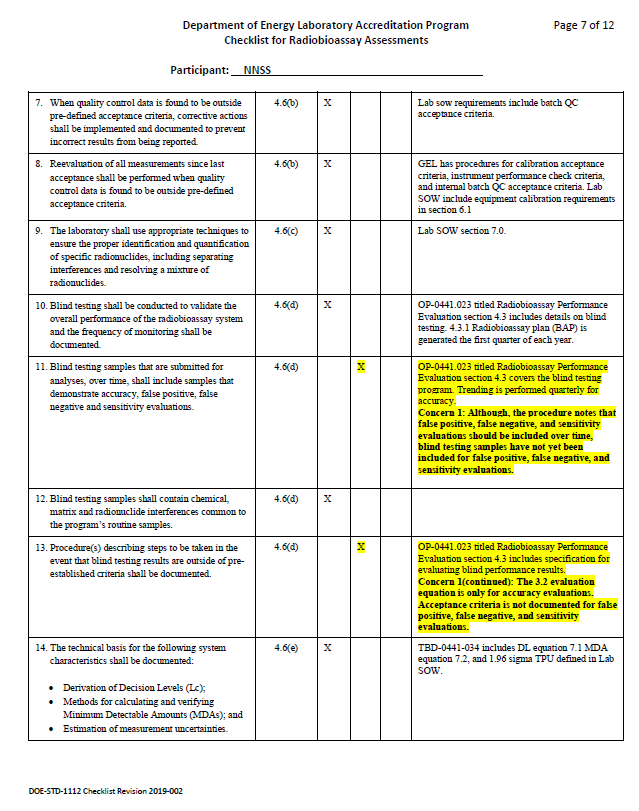 Department of Energy Laboratory Accreditation Program
Page 7 of 12
Checklist for Radiobioassay Assessments
Participant: NNSS
7. When quality control data is found to be outside
pre-defined acceptance criteria, corrective actions
shall be implemented and documented to prevent
incorrect results from being reported.
4.6(b)
X
Lab sow requirements include batch QC
acceptance criteria.
8. Reevaluation of all measurements since last
acceptance shall be performed when quality
control data is found to be outside pre-defined
acceptance criteria.
4.6(b)
X
GEL has procedures for calibration acceptance
criteria, instrument performance check criteria,
and internal batch QC acceptance criteria. Lab
SOW include equipment calibration requirements
in section 6.1
9. The laboratory shall use appropriate techniques to
ensure the proper identification and quantification
of specific radionuclides, including separating
interferences and resolving a mixture of
radionuclides.
4.6(c)
X
Lab SOW section 7.0.
10. Blind testing shall be conducted to validate the
overall performance of the radiobioassay system
and the frequency of monitoring shall be
documented.
4.6(d)
X
OP-0441.023 titled Radiobioassay Performance
Evaluation section 4.3 includes details on blind
testing. 4.3.1 Radiobioassay plan (BAP) is
generated the first quarter of each year.
11. Blind testing samples that are submitted for
analyses, over time, shall include samples that
demonstrate accuracy, false positive, false
negative and sensitivity evaluations.
4.6(d)
X
OP-0441.023 titled Radiobioassay Performance
Evaluation section 4.3 covers the blind testing
program. Trending is performed quarterly for
accuracy.
Concern 1: Although, the procedure notes that
false positive, false negative, and sensitivity
evaluations should be included over time,
blind testing samples have not yet been
included for false positive, false negative, and
sensitivity evaluations.
12. Blind testing samples shall contain chemical,
matrix and radionuclide interferences common to
the program's routine samples.
4.6(d)
X
13. Procedure(s) describing steps to be taken in the
event that blind testing results are outside of pre-
established criteria shall be documented.
4.6(d)
X
OP-0441.023 titled Radiobioassay Performance
Evaluation section 4.3 includes specification for
evaluating blind performance results.
Concern 1(continued): The 3.2 evaluation
equation is only for accuracy evaluations.
Acceptance criteria is not documented for false
positive, false negative, and sensitivity
evaluations.
14. The technical basis for the following system
characteristics shall be documented:
• Derivation of Decision Levels (Lc);
• Methods for calculating and verifying
Minimum Detectable Amounts (MDAs); and
• Estimation of measurement uncertainties.
4.6(e)
X
TBD-0441-034 includes DL equation 7.1 MDA
equation 7.2, and 1.96 sigma TPU defined in Lab
SOW.
DOE-STD-1112 Checklist Revision 2019-002